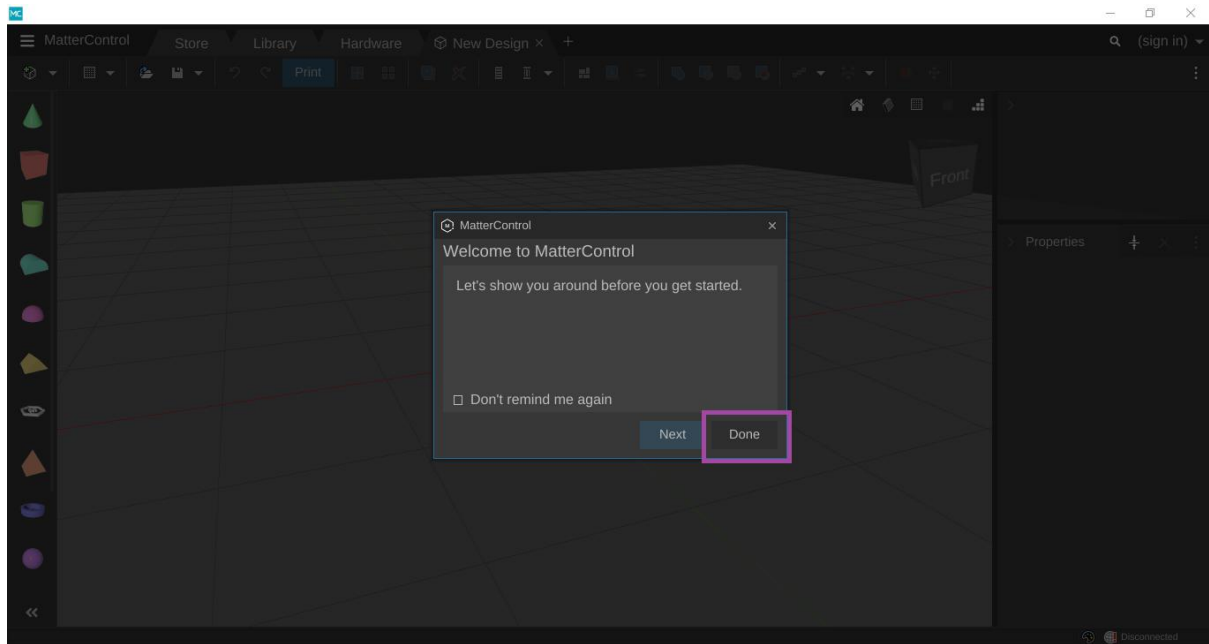 MC
MatterControl
Store
Library
Hardware
New Design × +
(sign in)
Print
Front
Properties
MatterControl
Welcome to MatterControl
Let's show you around before you get started.
Don't remind me again
Next
Done
Disconnected